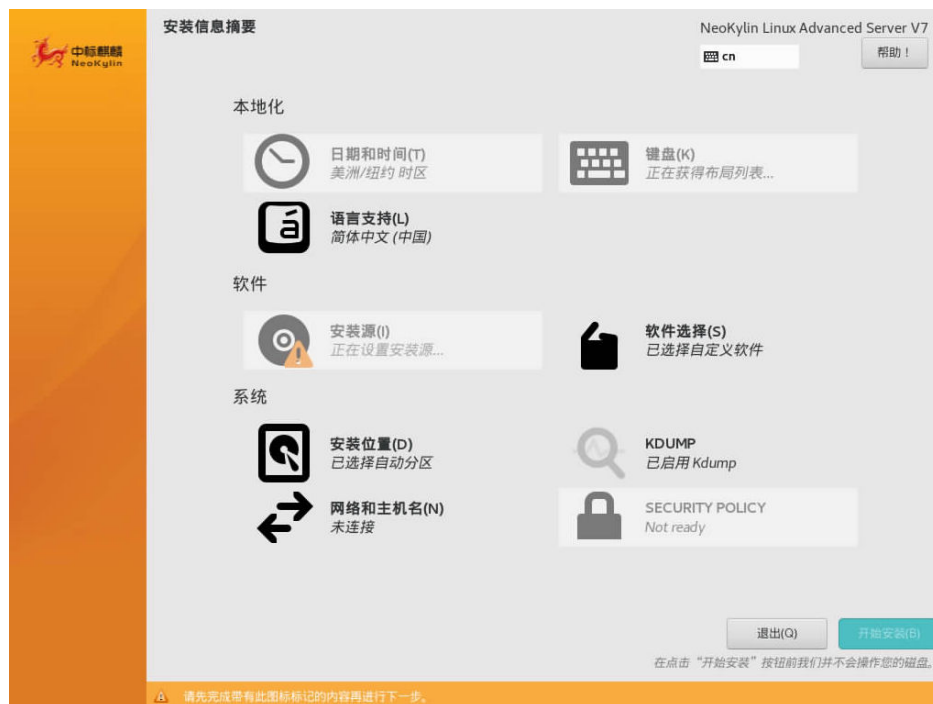 中标麒麟
NeoKylin
安装信息摘要
NeoKylin Linux Advanced Server V7
cn
帮助！
本地化
日期和时间(T)
美洲/纽约 时区
键盘(K)
正在获得布局列表...
á
语言支持(L)
简体中文 (中国)
软件
安装源(I)
正在设置安装源...
软件选择(S)
已选择自定义软件
系统
安装位置(D)
已选择自动分区
KDUMP
已启用 Kdump
网络和主机名(N)
未连接
SECURITY POLICY
Not ready
退出(Q)
开始安装(B)
在点击“开始安装”按钮前我们并不会操作您的磁盘。
请先完成带有此图标标记的内容再进行下一步。